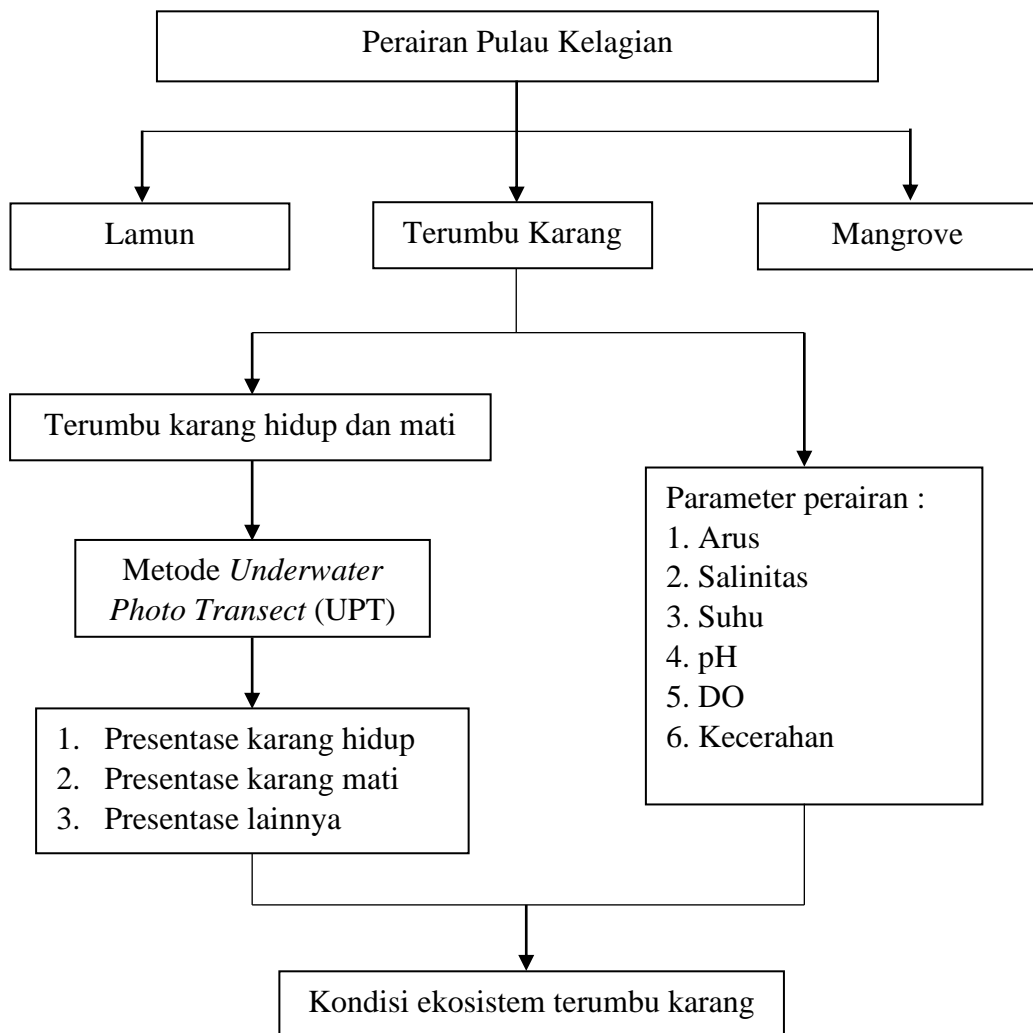 Perairan Pulau Kelagian
Lamun
Terumbu Karang
Mangrove
Terumbu karang hidup dan mati
Metode Underwater
Photo Transect (UPT)
1. Presentase karang hidup
2. Presentase karang mati
3. Presentase lainnya
Parameter perairan :
1. Arus
2. Salinitas
3. Suhu
4. pH
5. DO
6. Kecerahan
Kondisi ekosistem terumbu karang